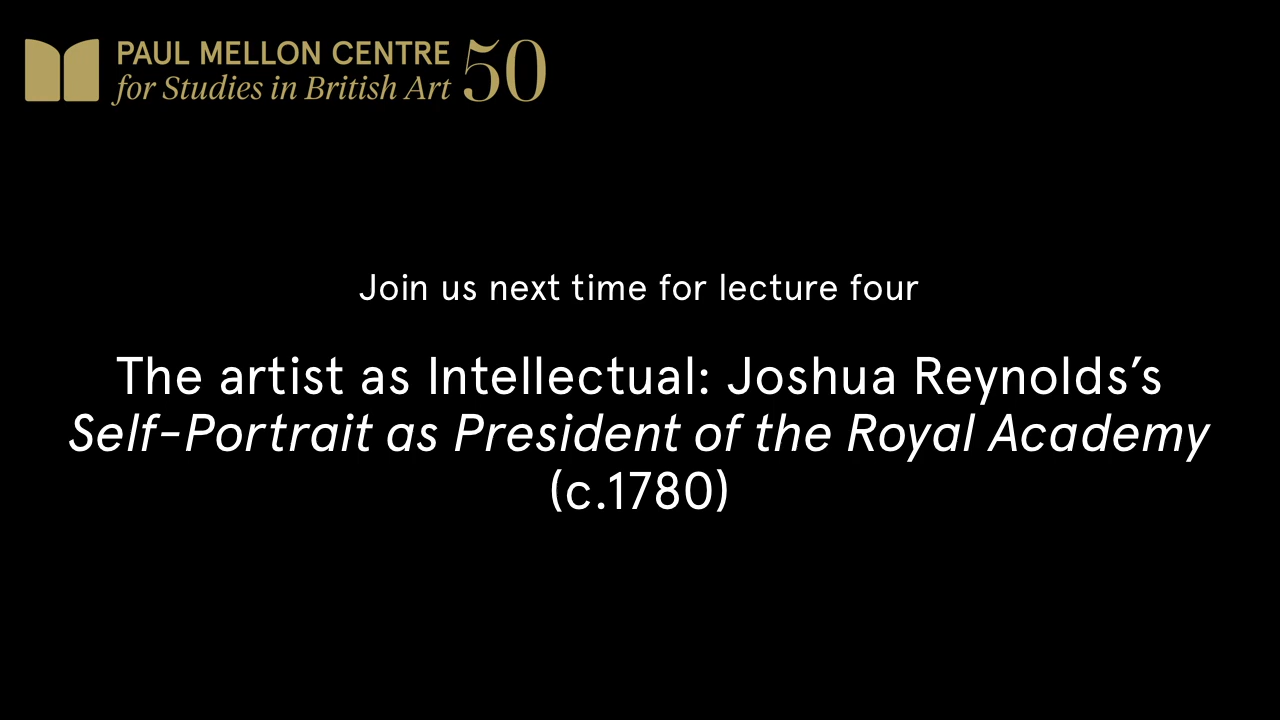 PAUL MELLON CENTRE
for Studies in British Art
50
Join us next time for lecture four
The artist as Intellectual: Joshua Reynolds’s
Self-Portrait as President of the Royal Academy
(c.1780)